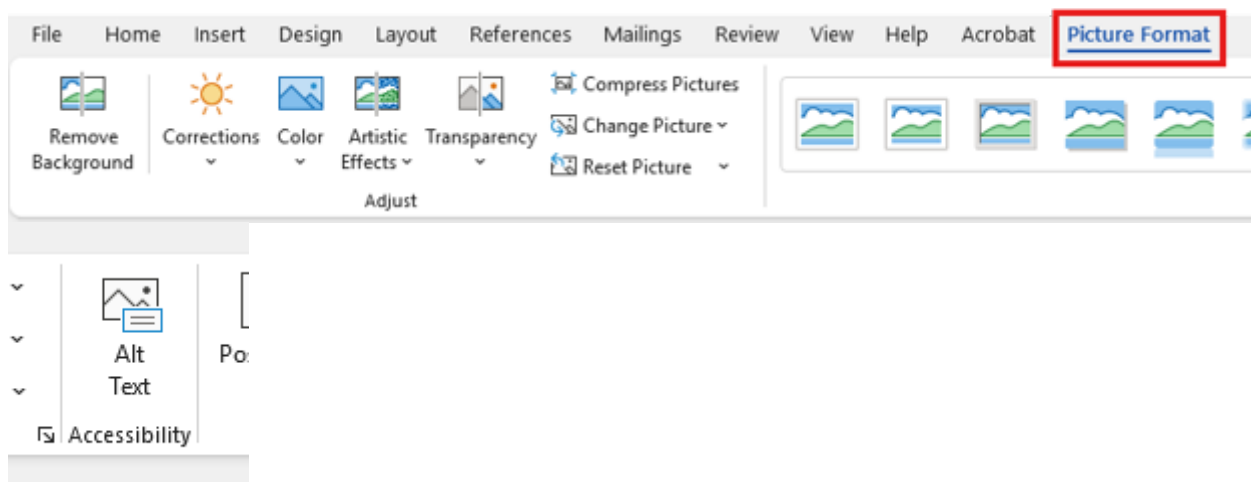 File Home Insert Design Layout References Mailings Review View Help Acrobat Picture Format
Remove
Background
Corrections
Color
Artistic
Effects
Transparency
Compress Pictures
Change Picture
Reset Picture
Adjust
Alt
Text
Accessibility